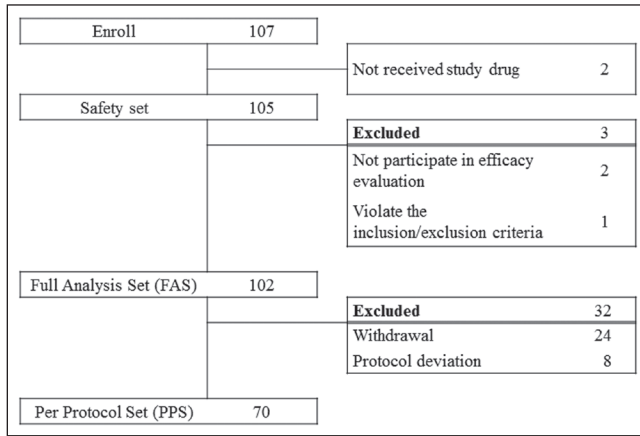 Enroll 107
Not received study drug 2
Safety set 105
Excluded 3
Not participate in efficacy
evaluation 2
Violate the
inclusion/exclusion criteria 1
Full Analysis Set (FAS) 102
Excluded 32
Withdrawal 24
Protocol deviation 8
Per Protocol Set (PPS) 70